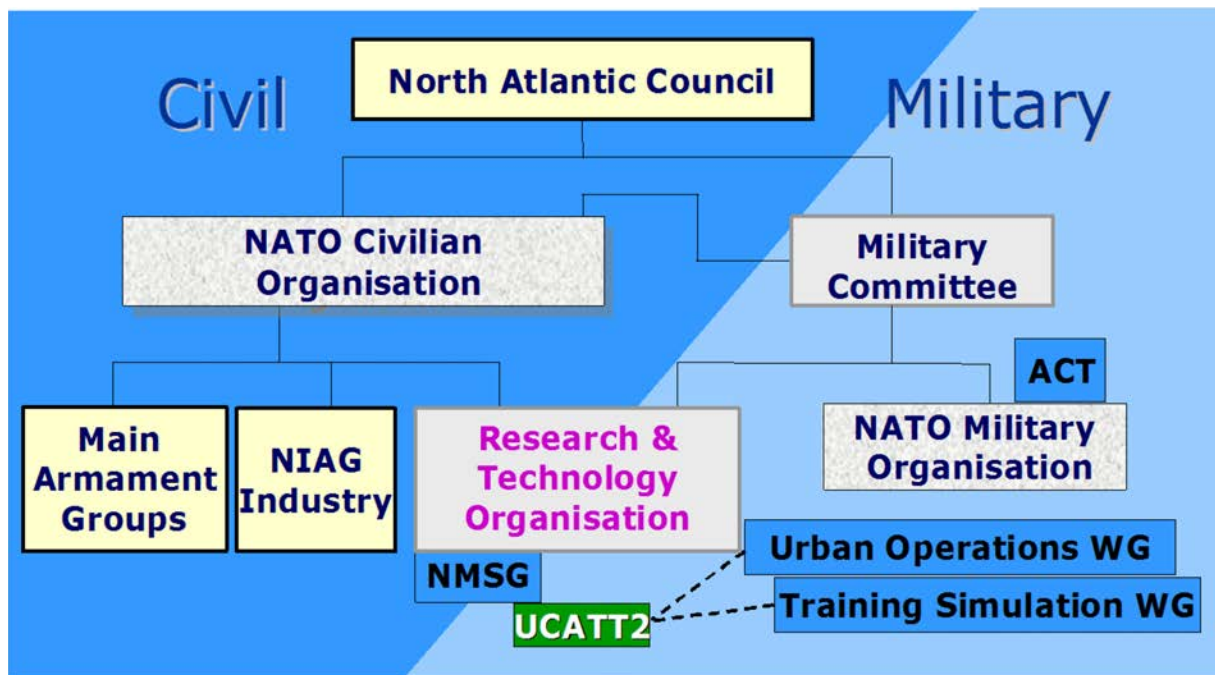 North Atlantic Council
Civil
Military
NATO Civilian
Organisation
Military
Committee
ACT
Main
Armament
Groups
NIAG
Industry
Research &
Technology
Organisation
NATO Military
Organisation
NMSG
Urban Operations WG
UCATT2
Training Simulation WG